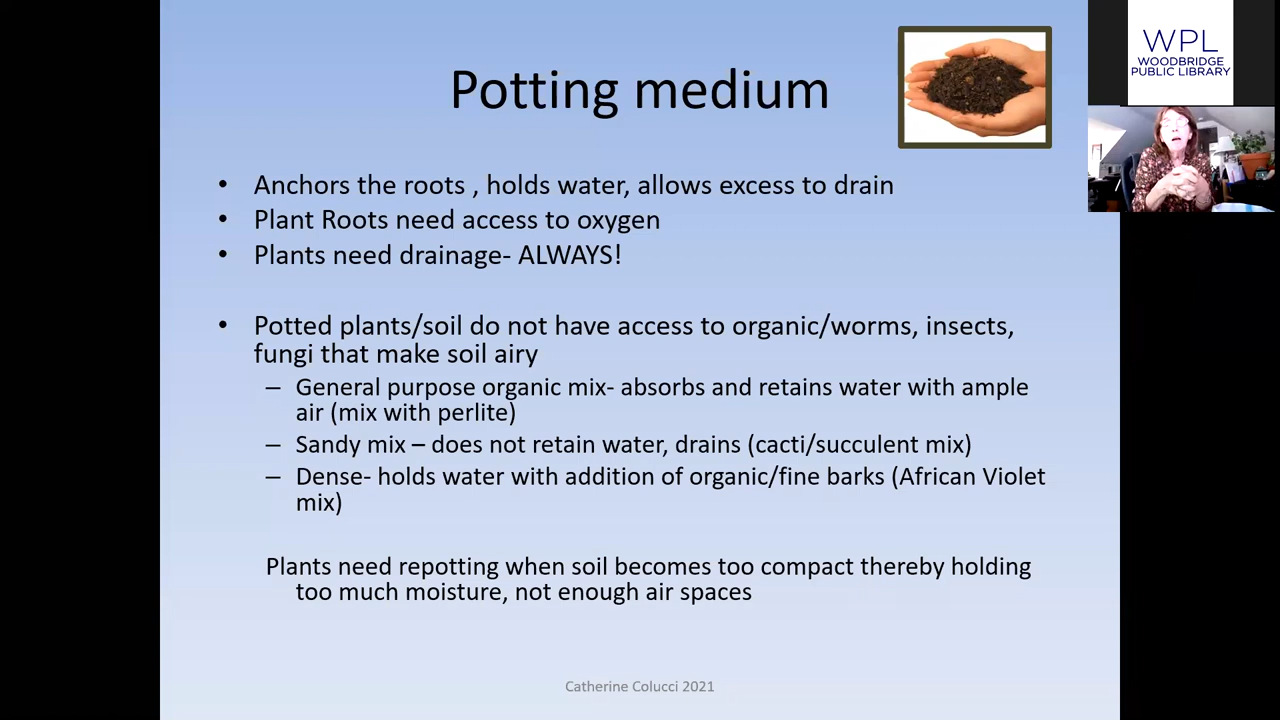 Potting medium
WPL
WOODBRIDGE
PUBLIC LIBRARY
• Anchors the roots , holds water, allows excess to drain
• Plant Roots need access to oxygen
• Plants need drainage- ALWAYS!
• Potted plants/soil do not have access to organic/worms, insects,
fungi that make soil airy
– General purpose organic mix- absorbs and retains water with ample
air (mix with perlite)
– Sandy mix – does not retain water, drains (cacti/succulent mix)
– Dense- holds water with addition of organic/fine barks (African Violet
mix)
Plants need repotting when soil becomes too compact thereby holding
too much moisture, not enough air spaces
Catherine Colucci 2021